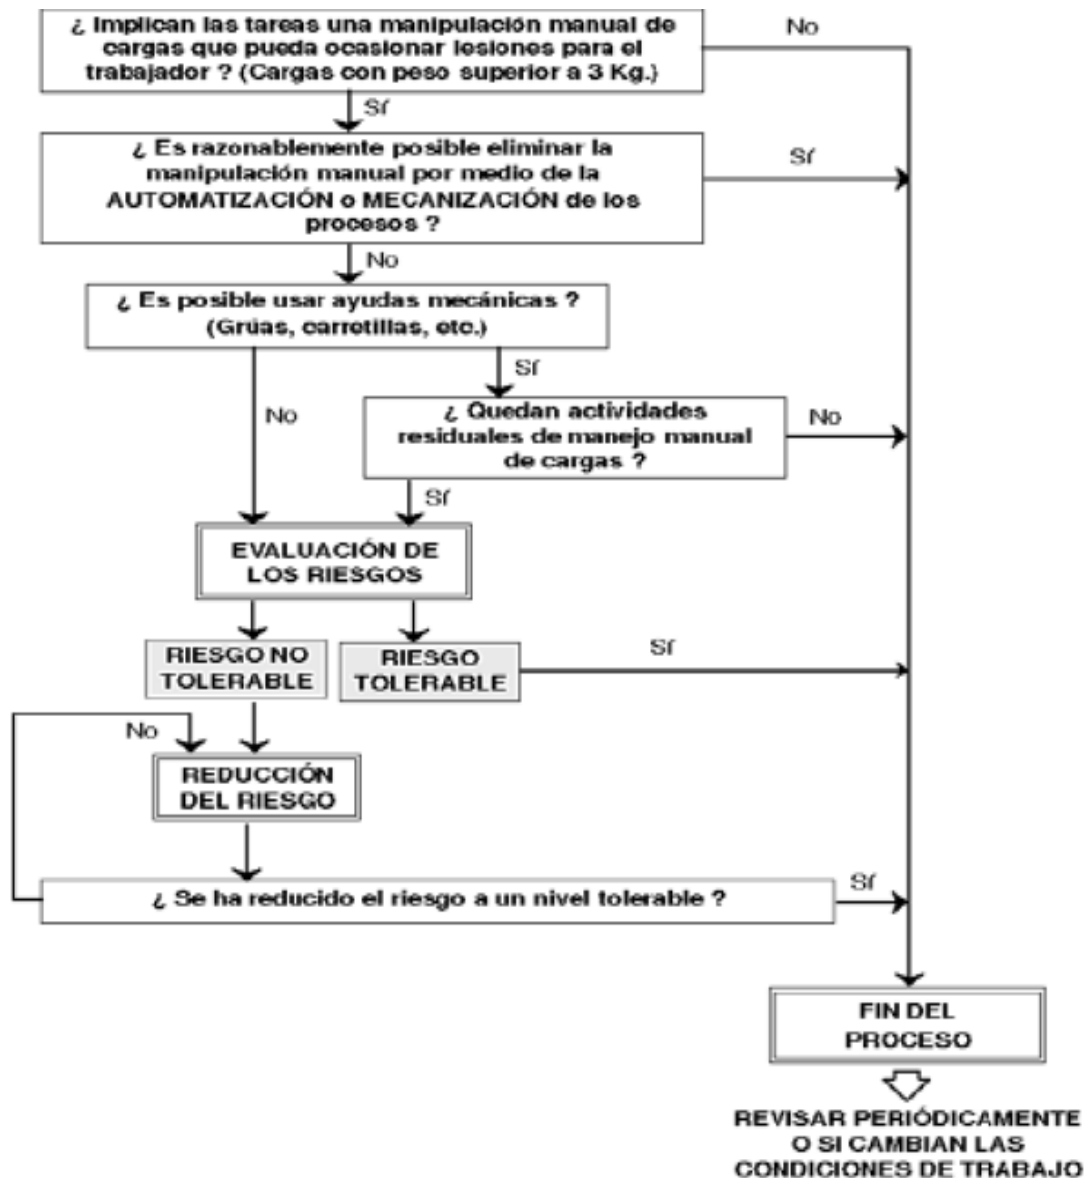 ¿ Implican las tareas una manipulación manual de
cargas que pueda ocasionar lesiones para el
trabajador ? (Cargas con peso superior a 3 Kg.)
No
Sí
¿ Es razonablemente posible eliminar la
manipulación manual por medio de la
AUTOMATIZACIÓN o MECANIZACIÓN de los
procesos ?
Sí
No
¿ Es posible usar ayudas mecánicas ?
(Grúas, carretillas, etc.)
Sí
No
¿ Quedan actividades
residuales de manejo manual
de cargas ?
No
Sí
EVALUACIÓN DE
LOS RIESGOS
RIESGO NO
TOLERABLE
RIESGO
TOLERABLE
Sí
No
REDUCCIÓN
DEL RIESGO
¿ Se ha reducido el riesgo a un nivel tolerable ?
Sí
FIN DEL
PROCESO
REVISAR PERIÓDICAMENTE
O SI CAMBIAN LAS
CONDICIONES DE TRABAJO